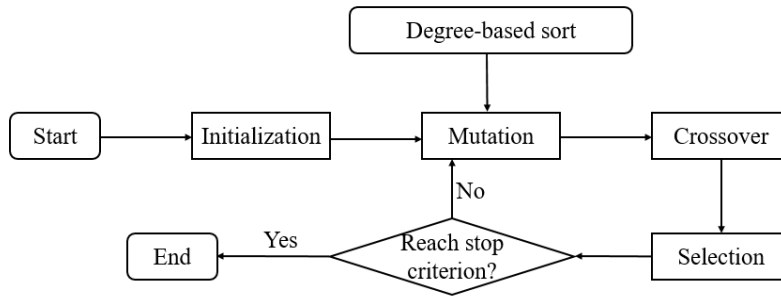 Degree-based sort
Start
Initialization
Mutation
Crossover
No
End
Yes
Reach stop
criterion?
Selection